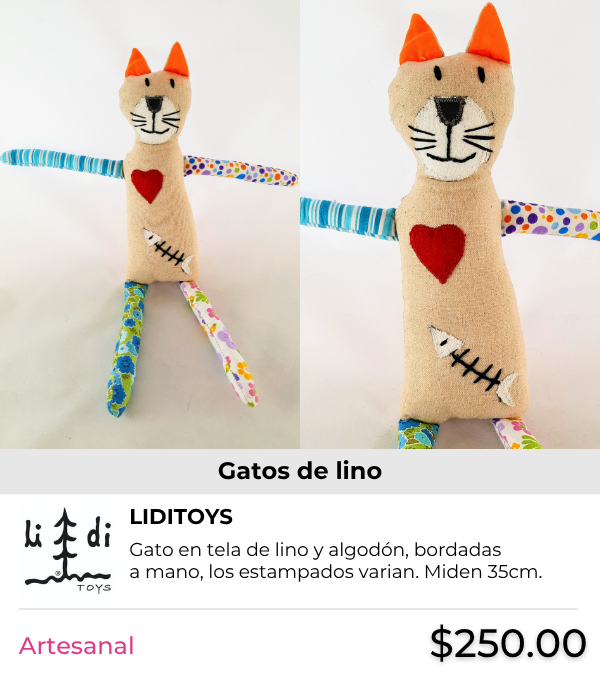 Gatos de lino
LIDITOYS
li di
TOYS
Gato en tela de lino y algodón, bordadas
a mano, los estampados varian. Miden 35cm.
Artesanal
$250.00